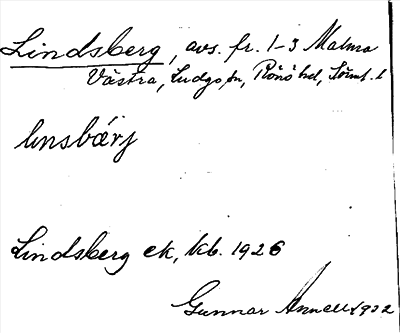 Lindsberg, avs. fr. 1-3 Malma
Västra, Ludgo sn, Rönö hd, Sörml. l
linsbärj
Lindsberg ek, kb. 1926
Gunnar Annell 1932